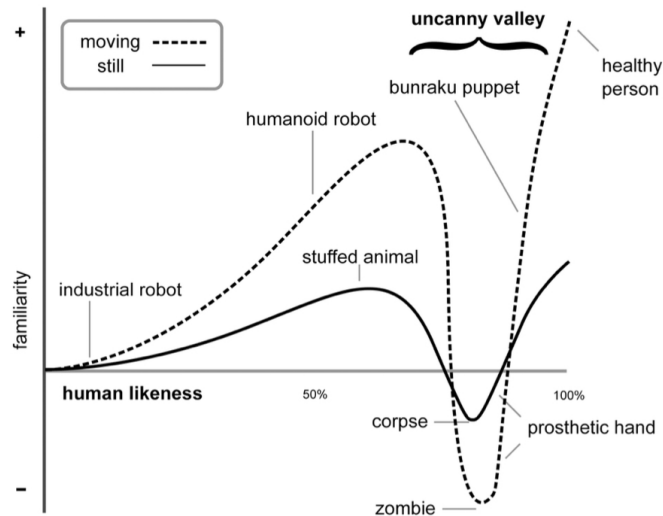 +
uncanny valley
moving
still
healthy
person
bunraku puppet
humanoid robot
stuffed animal
industrial robot
familiarity
human likeness
50%
100%
corpse
prosthetic hand
–
zombie